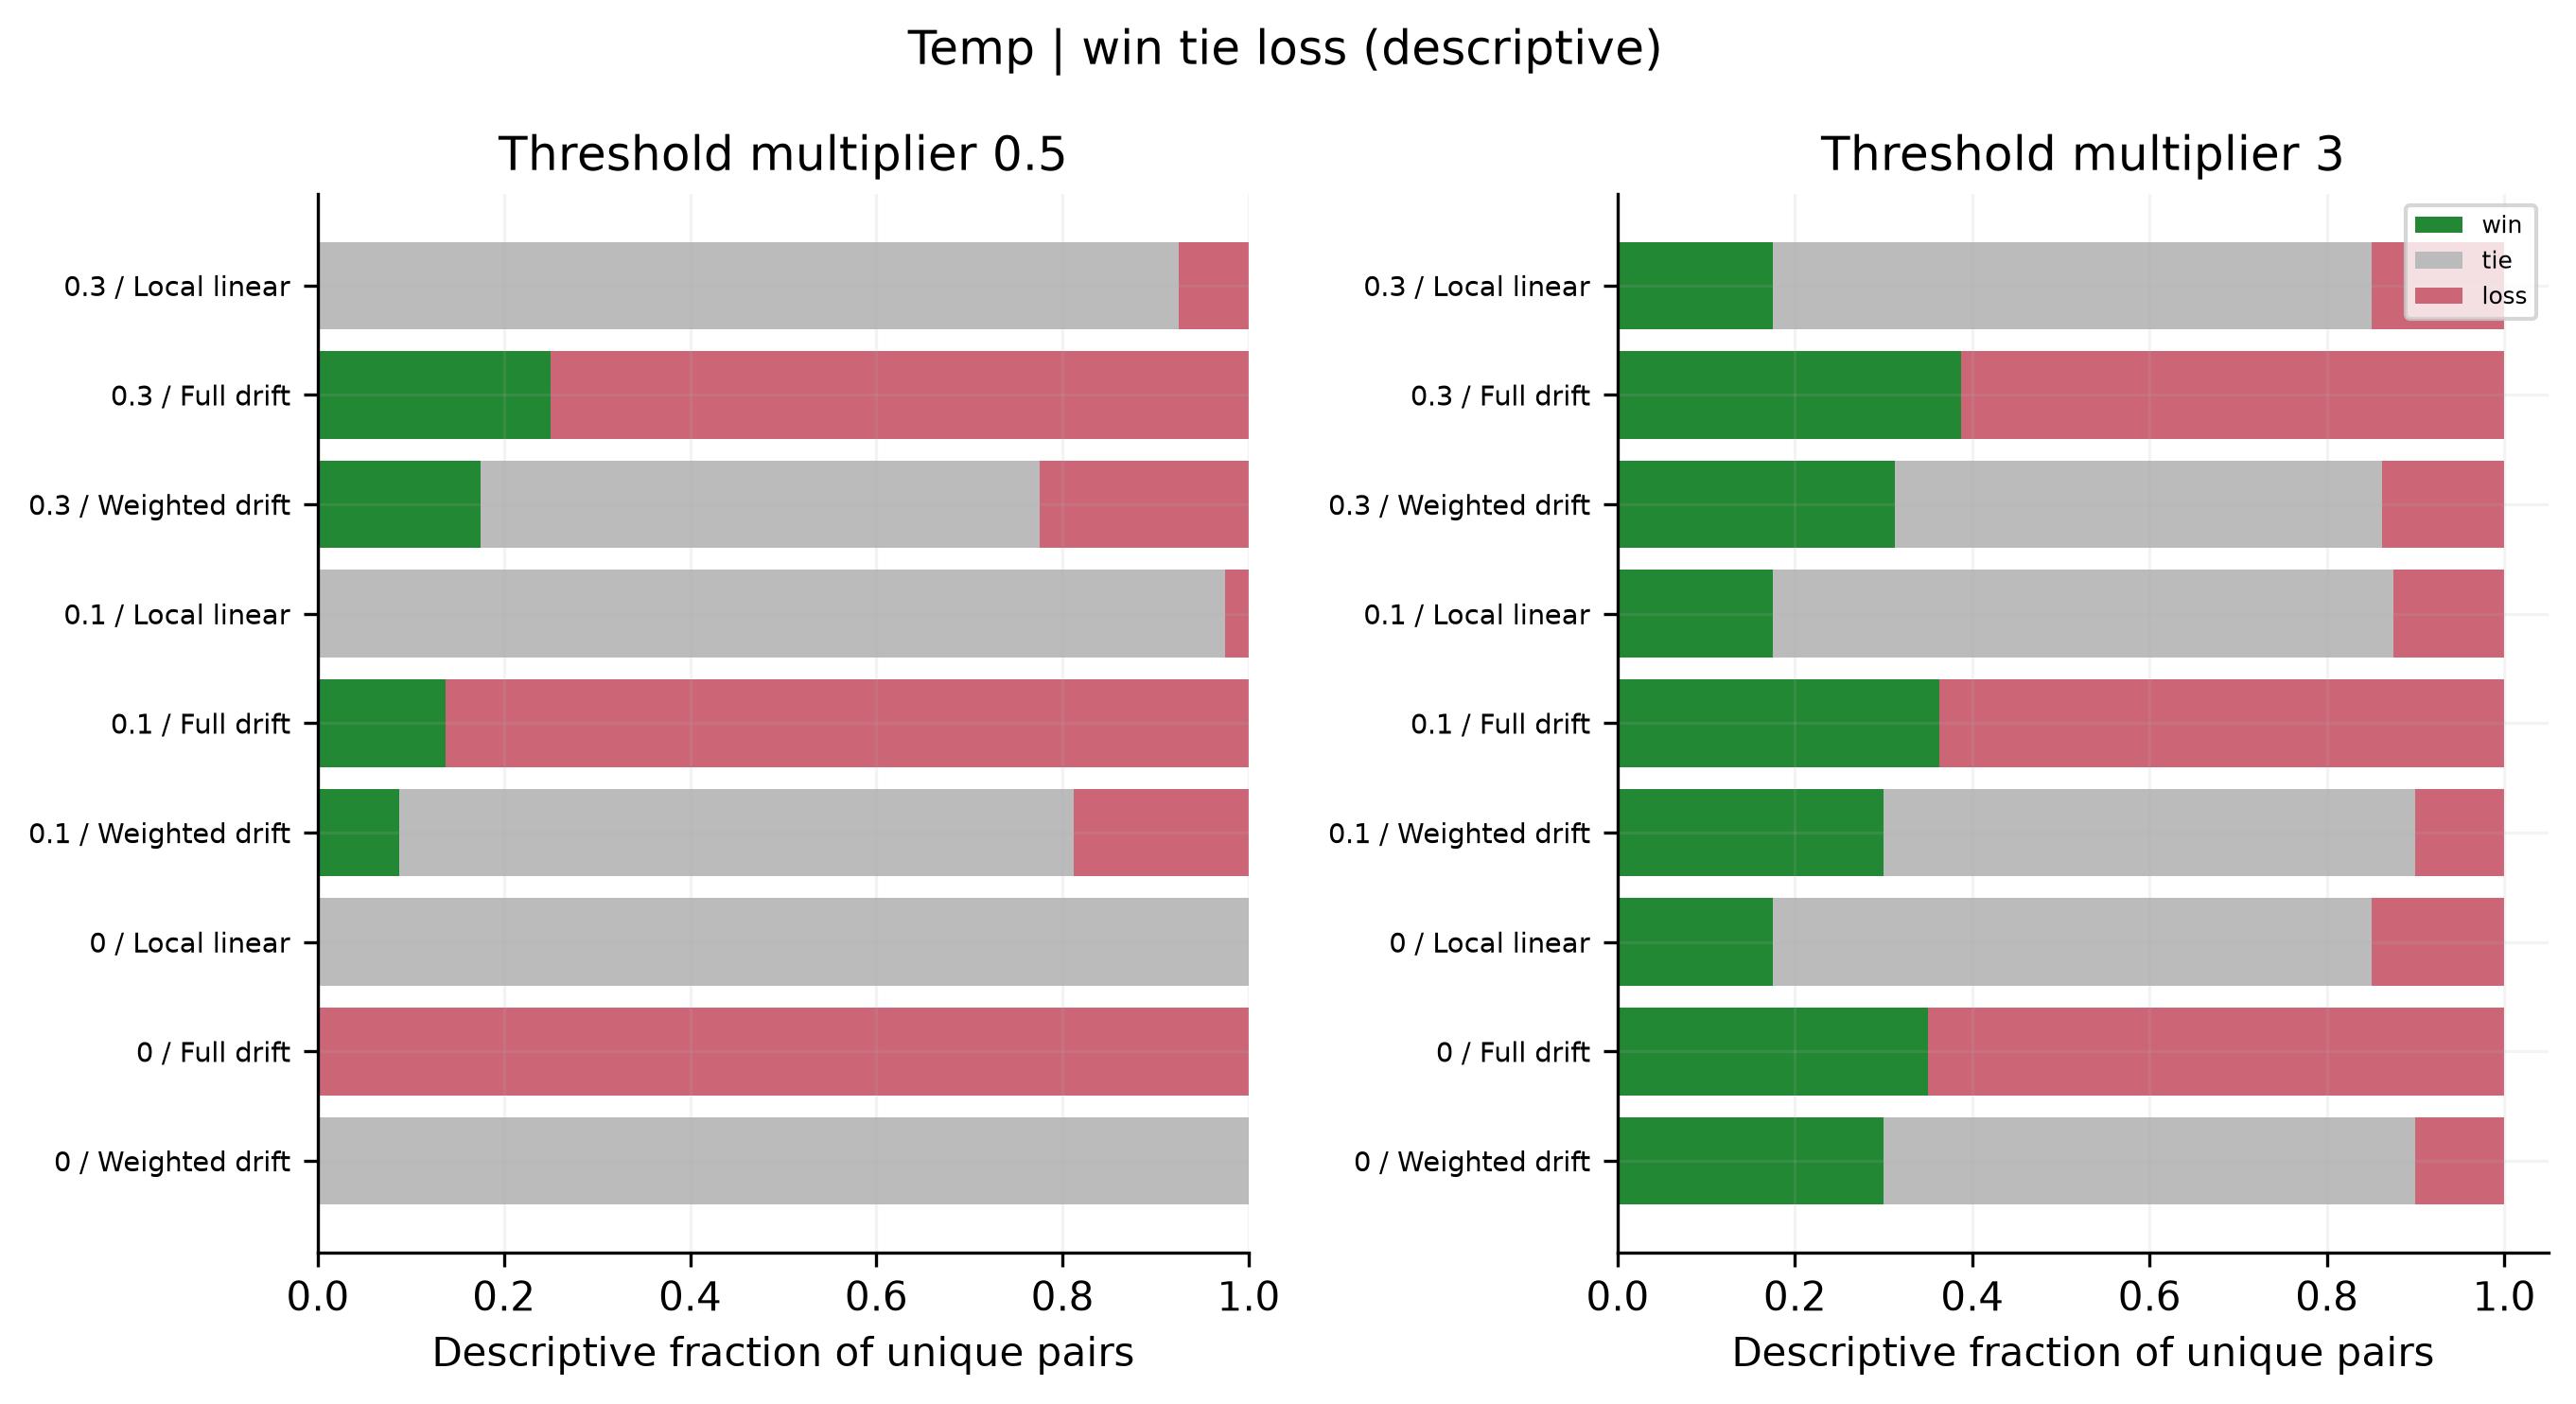 Temp | win tie loss (descriptive)
Threshold multiplier 0.5
0.3 / Local linear
0.3 / Full drift
0.3 / Weighted drift
0.1 / Local linear
0.1 / Full drift
0.1 / Weighted drift
0 / Local linear
0 / Full drift
0 / Weighted drift
0.0 0.2 0.4 0.6 0.8 1.0
Descriptive fraction of unique pairs
Threshold multiplier 3
win
tie
loss
0.3 / Local linear
0.3 / Full drift
0.3 / Weighted drift
0.1 / Local linear
0.1 / Full drift
0.1 / Weighted drift
0 / Local linear
0 / Full drift
0 / Weighted drift
0.0 0.2 0.4 0.6 0.8 1.0
Descriptive fraction of unique pairs